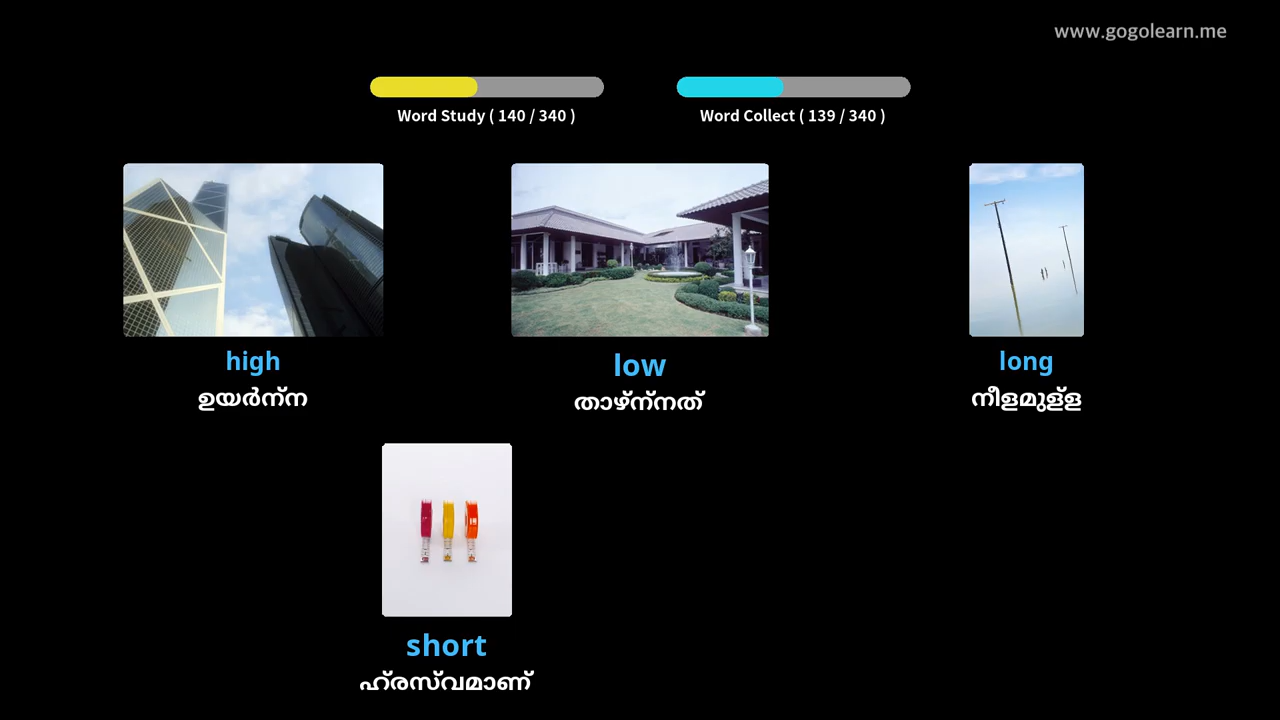 www.gogolearn.me
Word Study ( 140 / 340 )
Word Collect ( 139 / 340 )
high
ഉയർന്ന
low
താഴ്ന്നത്
long
നീളമുള്ള
short
ഹ്രസ്വമാണ്